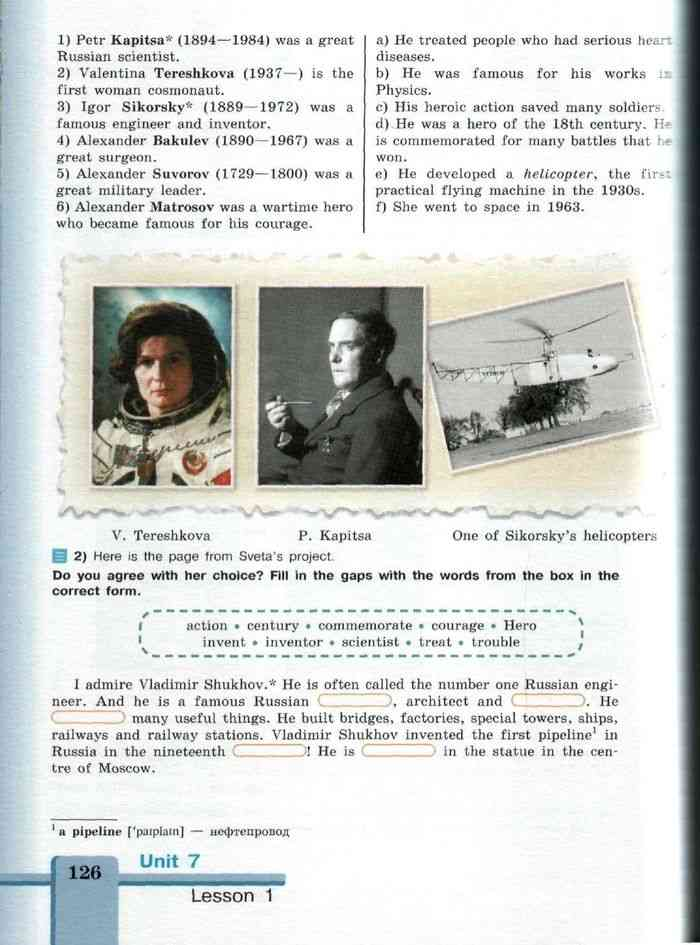 1) Petr Kapitsa* (1894—1984) was a great
Russian scientist.
2) Valentina Tereshkova (1937—) is the
first woman cosmonaut.
3) Igor Sikorsky* (1889—1972) was a
famous engineer and inventor.
4) Alexander Bakulev (1890—1967) was a
great surgeon.
5) Alexander Suvorov (1729—1800) was a
great military leader.
6) Alexander Matrosov was a wartime hero
who became famous for his courage.
a) He treated people who had serious heart
diseases.
b) He was famous for his works in
Physics.
c) His heroic action saved many soldiers.
d) He was a hero of the 18th century. He
is commemorated for many battles that he
won.
e) He developed a helicopter, the first
practical flying machine in the 1930s.
f) She went to space in 1963.
V. Tereshkova
P. Kapitsa
One of Sikorsky's helicopters
2) Here is the page from Sveta's project.
Do you agree with her choice? Fill in the gaps with the words from the box in the
correct form.
action • century • commemorate • courage • Hero
invent • inventor • scientist • treat • trouble
I admire Vladimir Shukhov.* He is often called the number one Russian engi-
neer. And he is a famous Russian , architect and . He
many useful things. He built bridges, factories, special towers, ships,
railways and railway stations. Vladimir Shukhov invented the first pipeline¹ in
Russia in the nineteenth ! He is in the statue in the cen-
tre of Moscow.
¹ a pipeline ['paɪplaɪn] — нефтепровод
Unit 7
126
Lesson 1